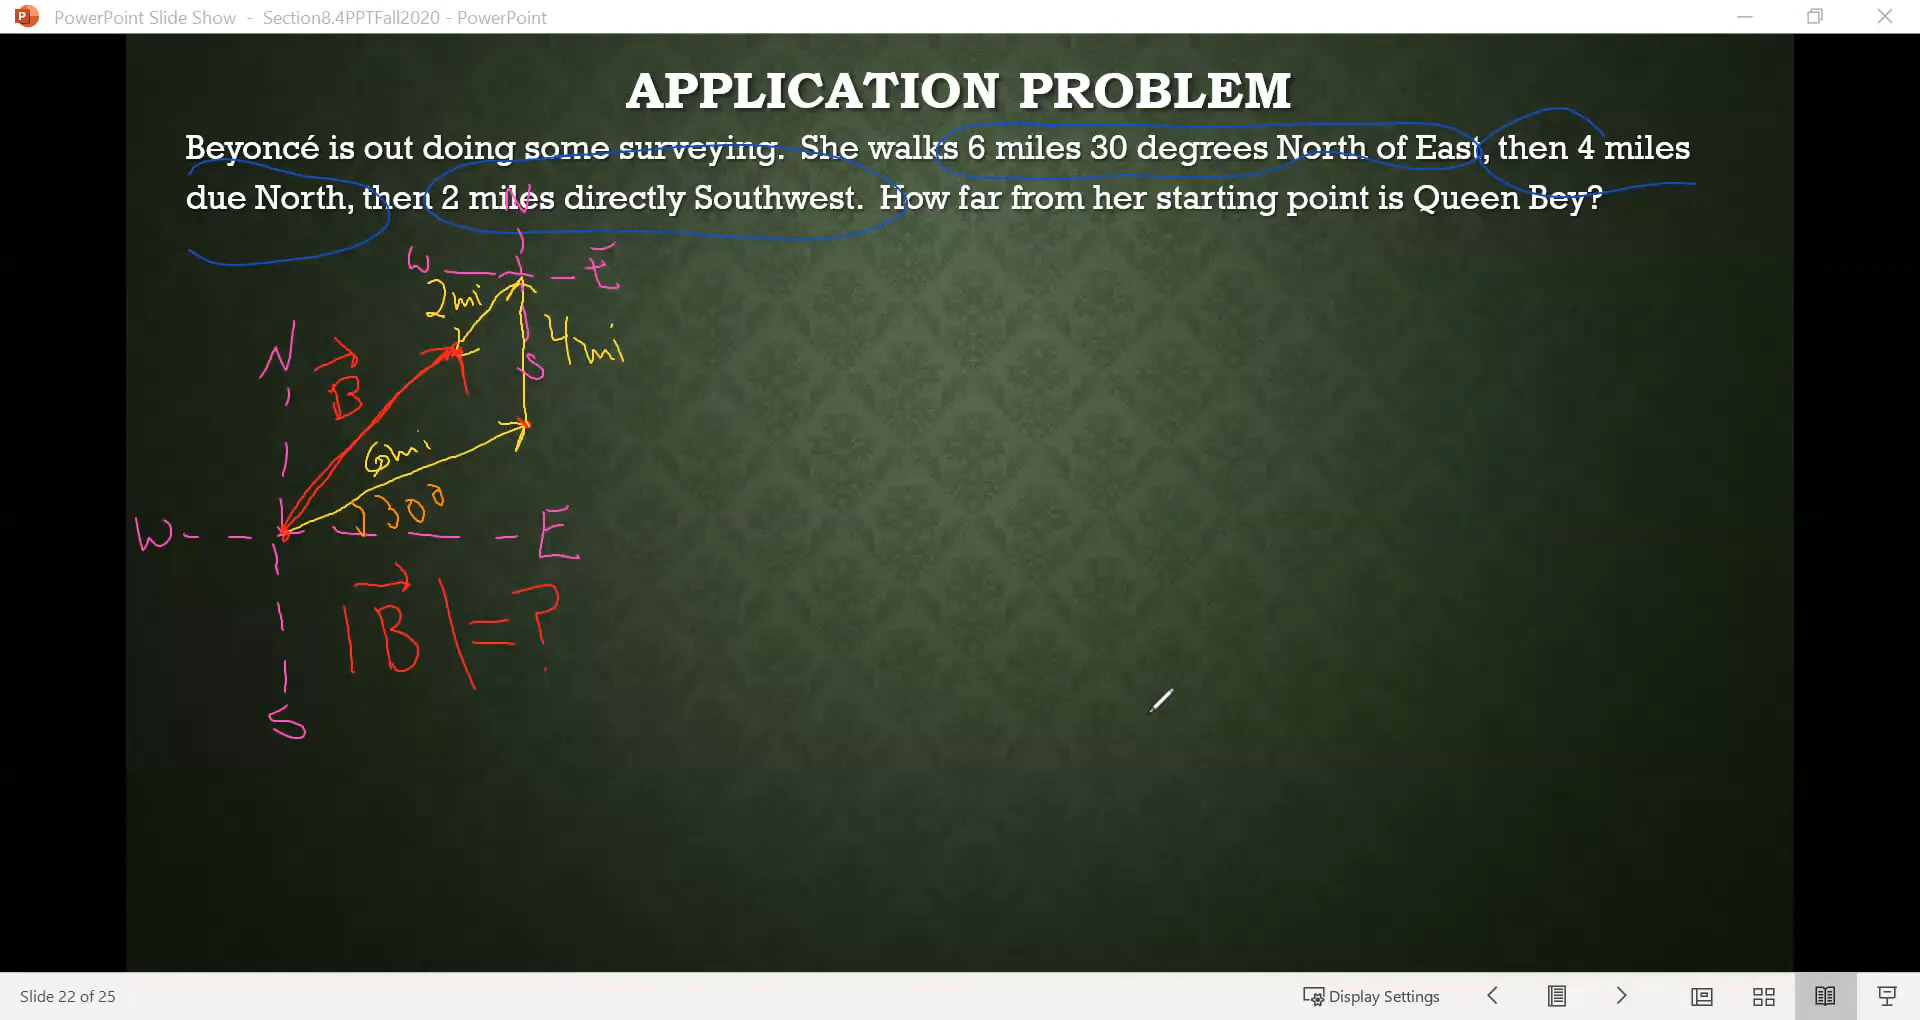 PowerPoint Slide Show - Section8.4PPTFall2020 - PowerPoint
APPLICATION PROBLEM
Beyoncé is out doing some surveying. She walks 6 miles 30 degrees North of East, then 4 miles
due North, then 2 miles directly Southwest. How far from her starting point is Queen Bey?
N
W E
2mi
4mi
S
N
B
6mi
30°
W E
|B| = ?
S
Slide 22 of 25
Display Settings